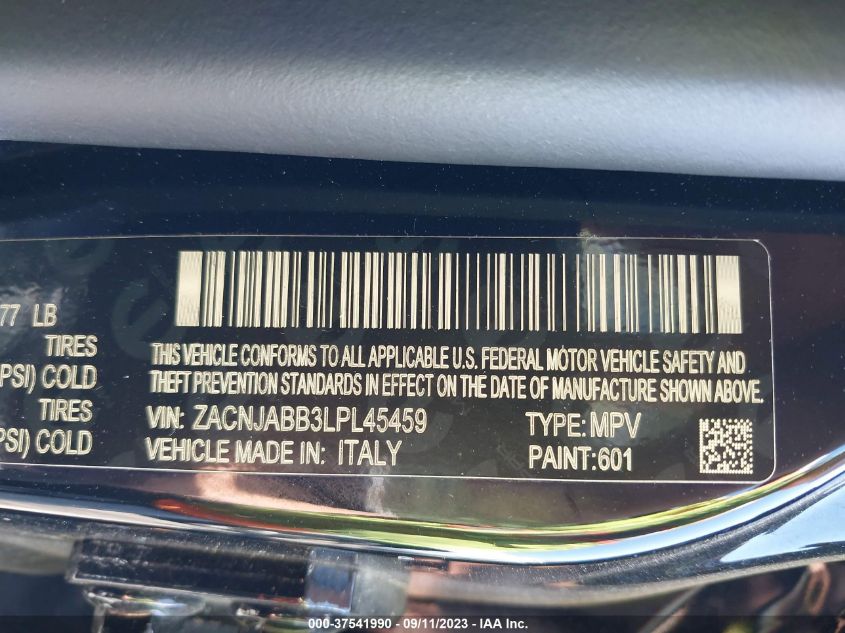 77 LB
TIRES
PSI) COLD
TIRES
PSI) COLD
THIS VEHICLE CONFORMS TO ALL APPLICABLE U.S. FEDERAL MOTOR VEHICLE SAFETY AND
THEFT PREVENTION STANDARDS IN EFFECT ON THE DATE OF MANUFACTURE SHOWN ABOVE.
VIN: ZACNJABB3LPL45459 TYPE: MPV
VEHICLE MADE IN: ITALY PAINT:601
000-37541990 - 09/11/2023 - IAA Inc.